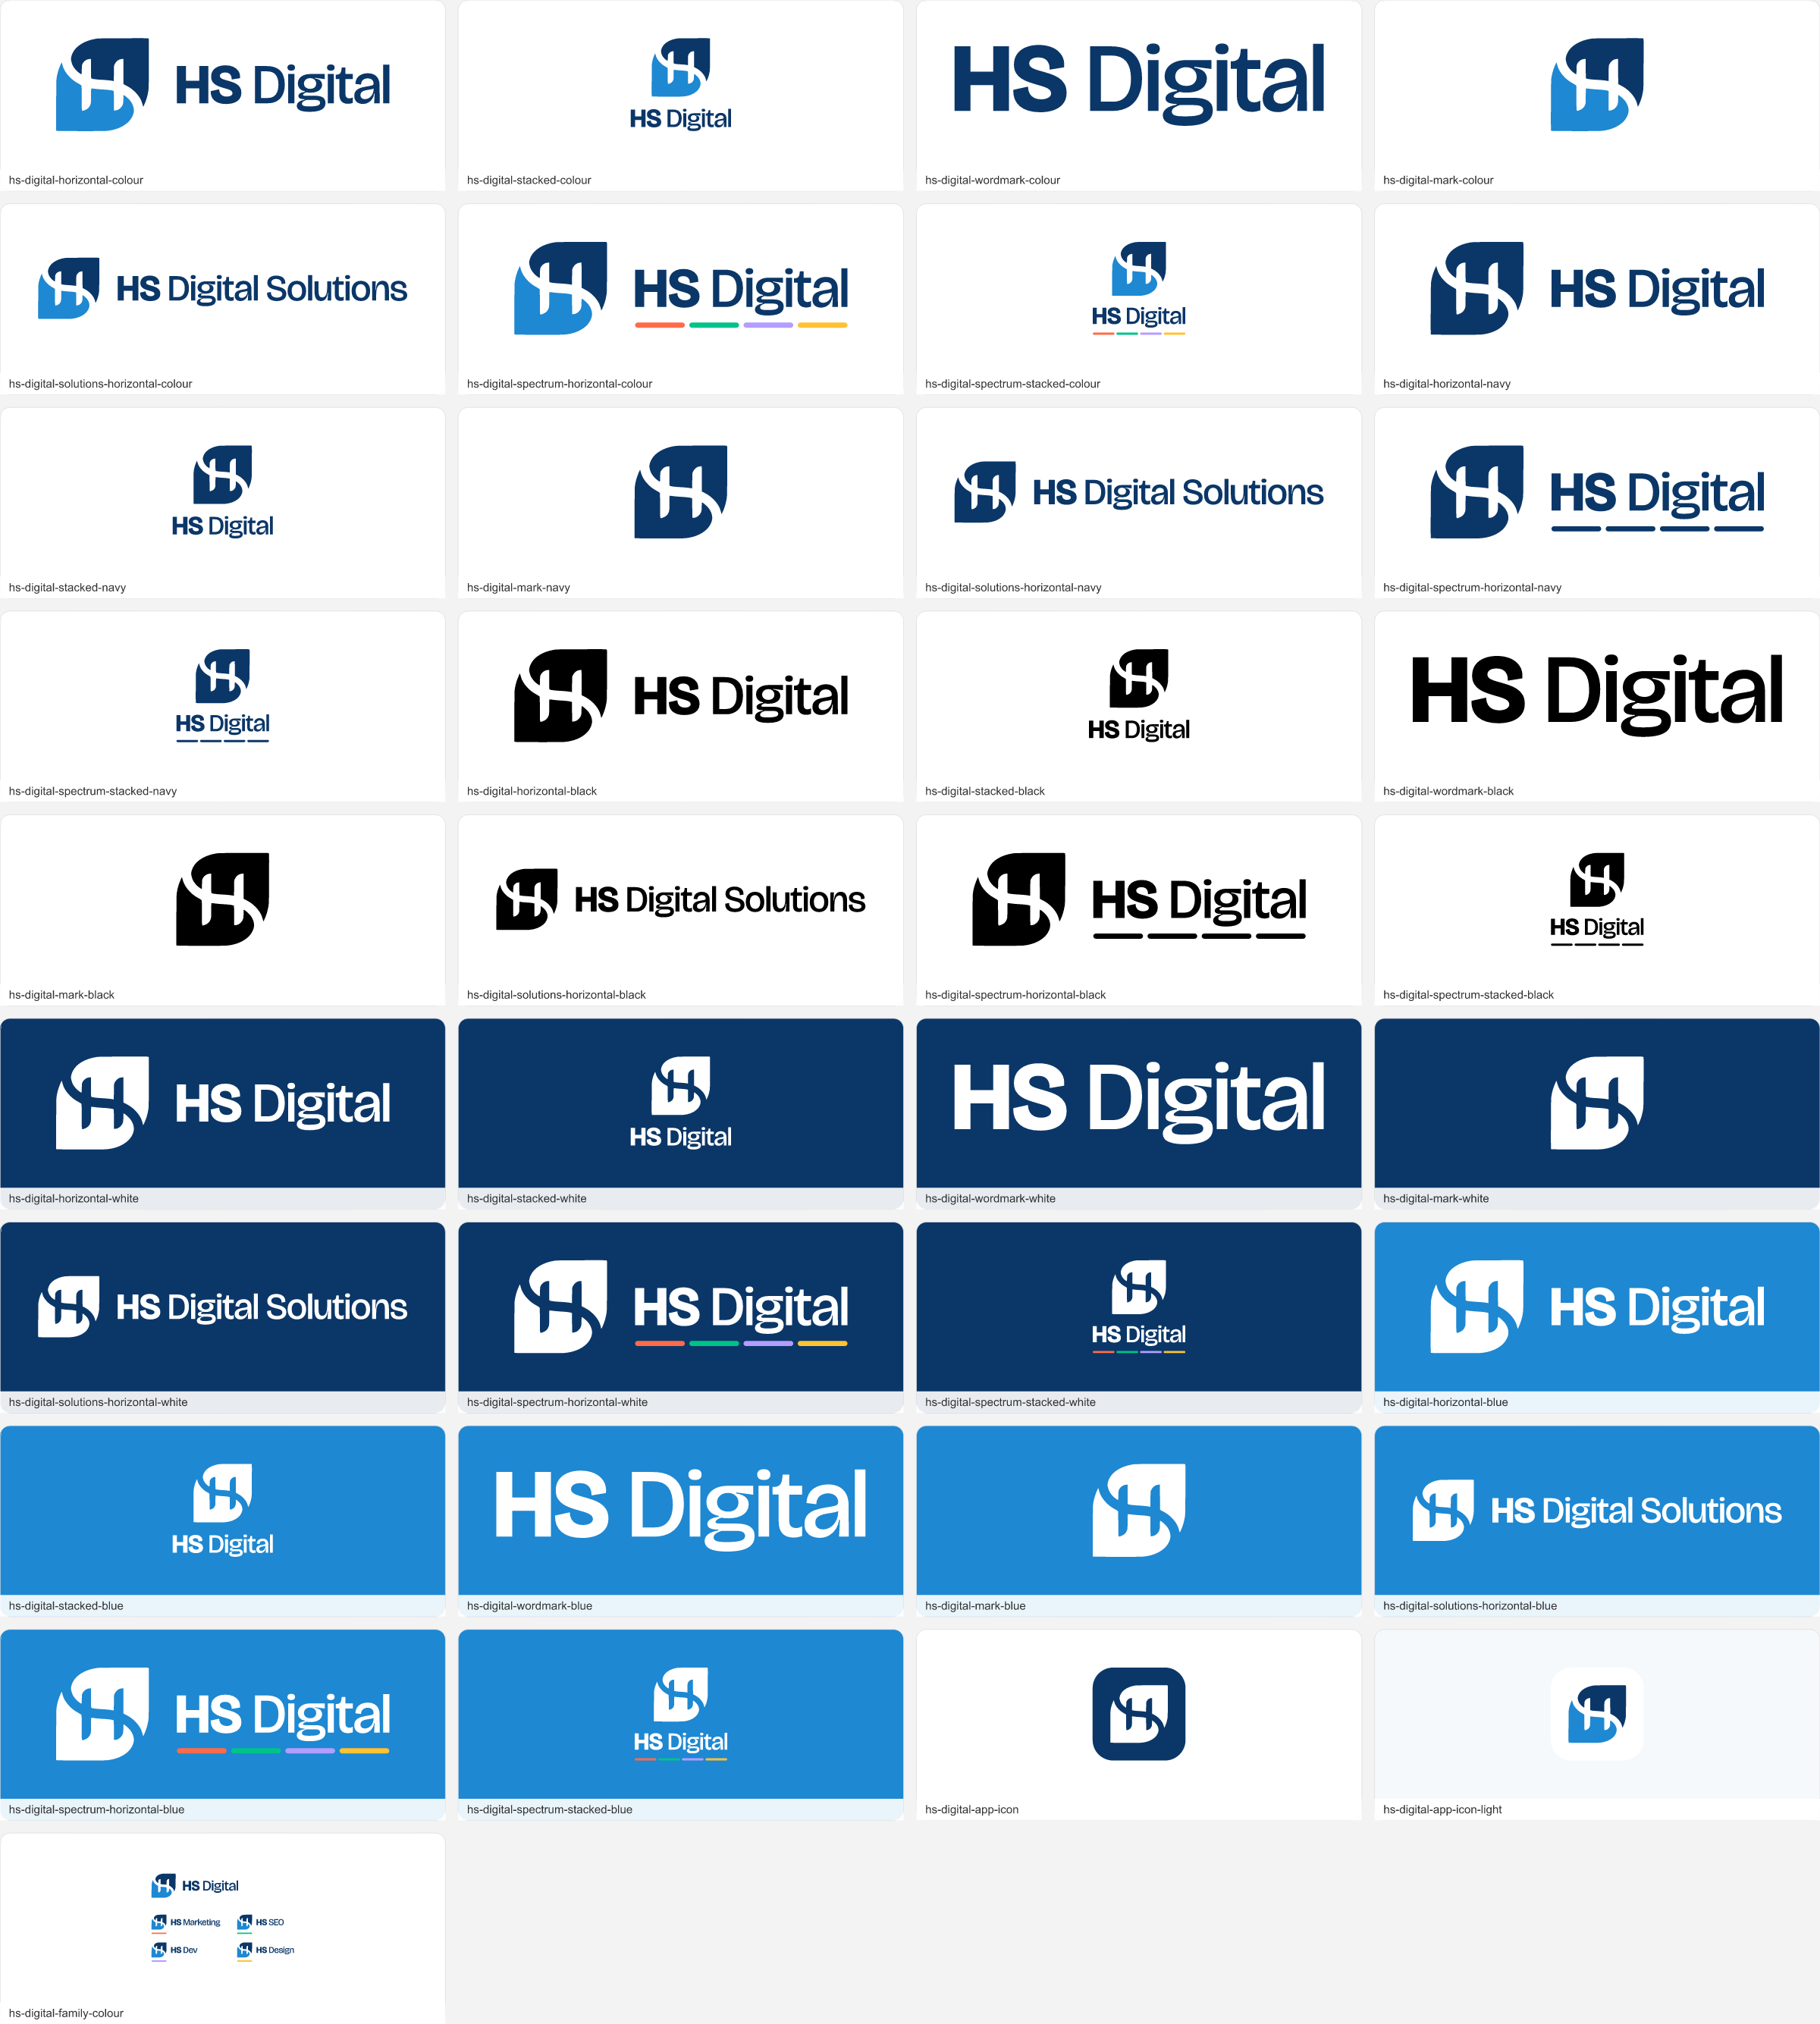 HS Digital
hs-digital-horizontal-colour
HS Digital
hs-digital-stacked-colour
HS Digital
hs-digital-wordmark-colour
hs-digital-mark-colour
HS Digital Solutions
hs-digital-solutions-horizontal-colour
HS Digital
hs-digital-spectrum-horizontal-colour
HS Digital
hs-digital-spectrum-stacked-colour
HS Digital
hs-digital-horizontal-navy
HS Digital
hs-digital-stacked-navy
hs-digital-mark-navy
HS Digital Solutions
hs-digital-solutions-horizontal-navy
HS Digital
hs-digital-spectrum-horizontal-navy
HS Digital
hs-digital-spectrum-stacked-navy
HS Digital
hs-digital-horizontal-black
HS Digital
hs-digital-stacked-black
HS Digital
hs-digital-wordmark-black
hs-digital-mark-black
HS Digital Solutions
hs-digital-solutions-horizontal-black
HS Digital
hs-digital-spectrum-horizontal-black
HS Digital
hs-digital-spectrum-stacked-black
HS Digital
hs-digital-horizontal-white
HS Digital
hs-digital-stacked-white
HS Digital
hs-digital-wordmark-white
hs-digital-mark-white
HS Digital Solutions
hs-digital-solutions-horizontal-white
HS Digital
hs-digital-spectrum-horizontal-white
HS Digital
hs-digital-spectrum-stacked-white
HS Digital
hs-digital-horizontal-blue
HS Digital
hs-digital-stacked-blue
HS Digital
hs-digital-wordmark-blue
hs-digital-mark-blue
HS Digital Solutions
hs-digital-solutions-horizontal-blue
HS Digital
hs-digital-spectrum-horizontal-blue
HS Digital
hs-digital-spectrum-stacked-blue
hs-digital-app-icon
hs-digital-app-icon-light
HS Digital
HS Marketing
HS SEO
HS Dev
HS Design
hs-digital-family-colour